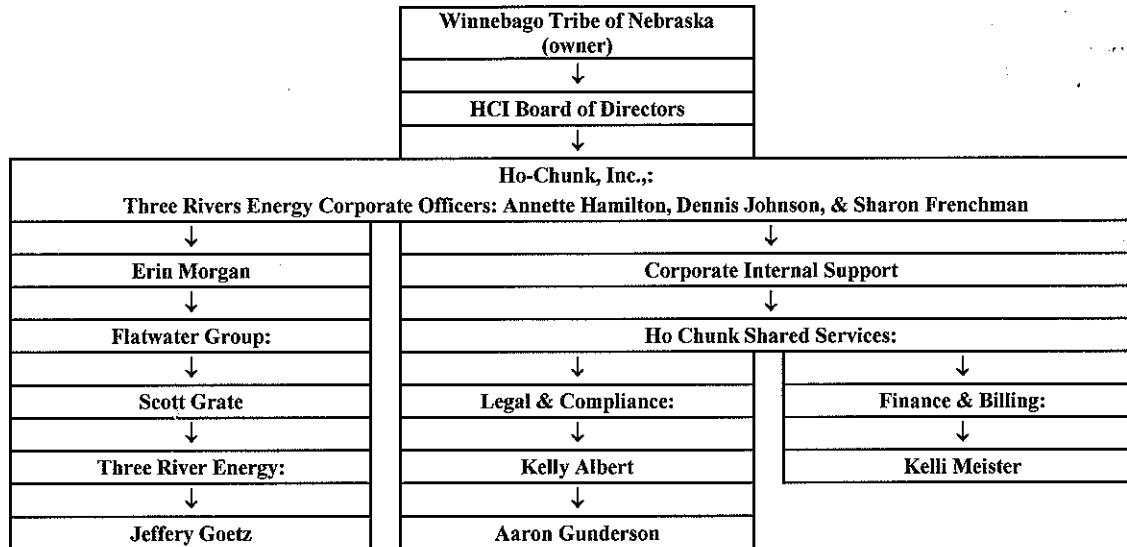 Winnebago Tribe of Nebraska
(owner)
↓
HCI Board of Directors
↓
Ho-Chunk, Inc.,:
Three Rivers Energy Corporate Officers: Annette Hamilton, Dennis Johnson, & Sharon Frenchman
↓ ↓
Erin Morgan Corporate Internal Support
↓ ↓
Flatwater Group: Ho Chunk Shared Services:
↓ ↓ ↓
Scott Grate Legal & Compliance: Finance & Billing:
↓ ↓ ↓
Three River Energy: Kelly Albert Kelli Meister
↓ ↓
Jeffery Goetz Aaron Gunderson